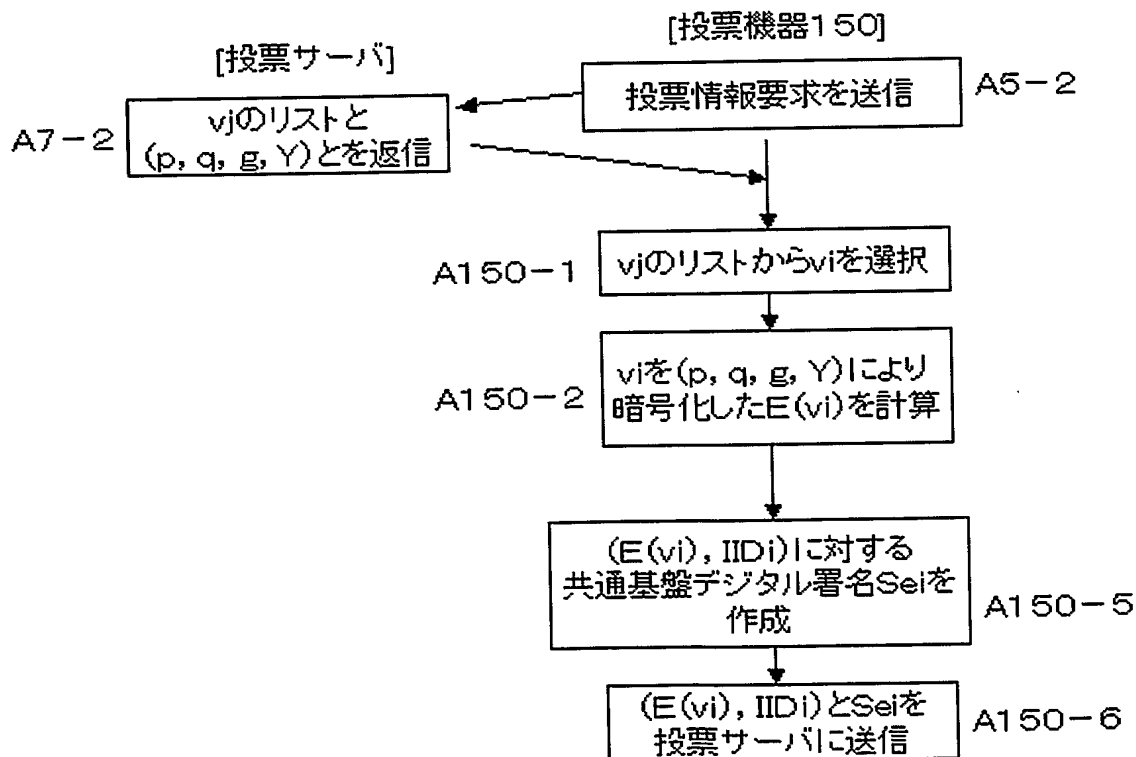 [投票機器150]
[投票サーバ]
投票情報要求を送信
A5-2
A7-2
vjのリストと
(p, q, g, Y)とを返信
A150-1
vjのリストからviを選択
A150-2
viを(p, q, g, Y)により
暗号化したE(vi)を計算
(E(vi), IIDi)に対する
共通基盤デジタル署名Seiを
作成
A150-5
(E(vi), IIDi)とSeiを
投票サーバに送信
A150-6